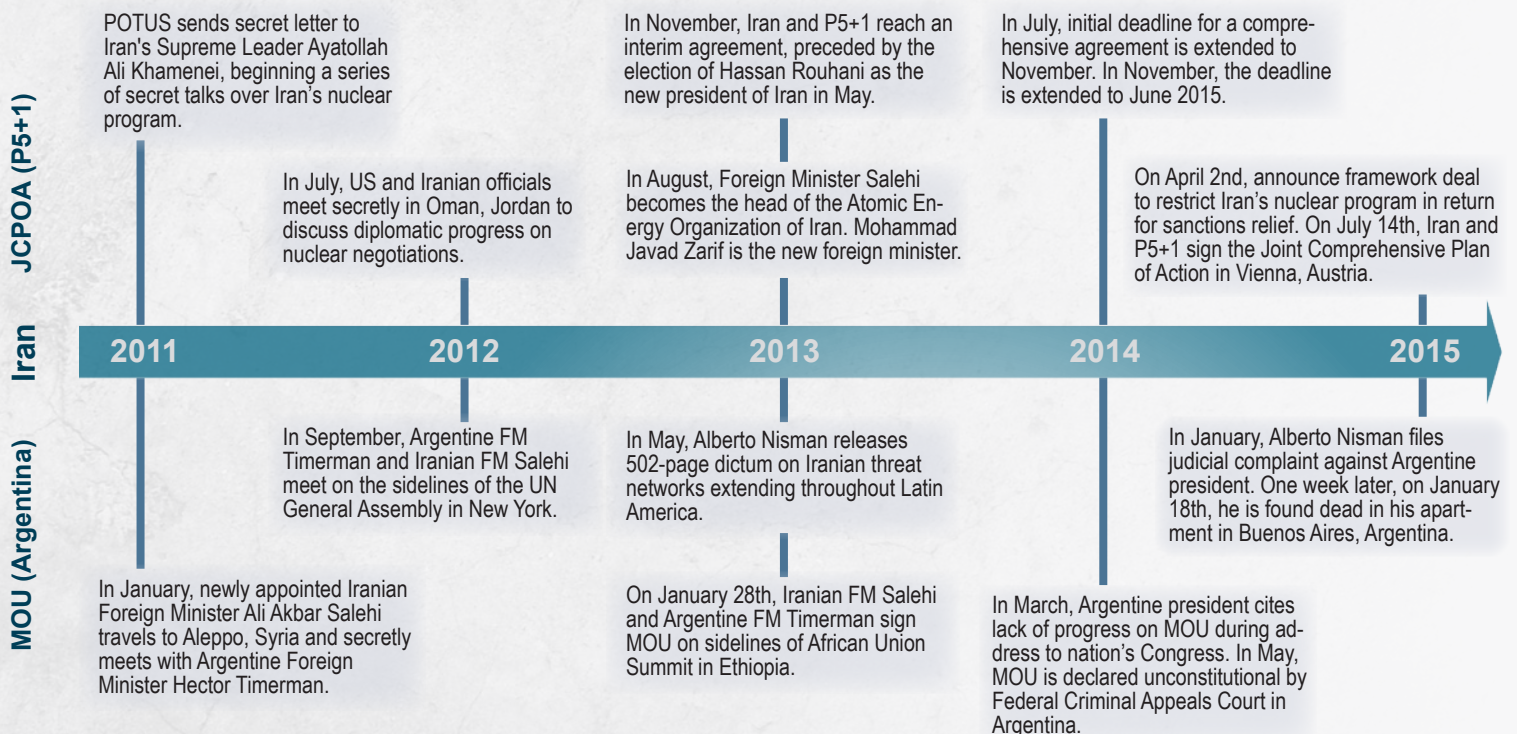 JCPOA (P5+1)
POTUS sends secret letter to
Iran's Supreme Leader Ayatollah
Ali Khamenei, beginning a series
of secret talks over Iran's nuclear
program.
In July, US and Iranian officials
meet secretly in Oman, Jordan to
discuss diplomatic progress on
nuclear negotiations.
In November, Iran and P5+1 reach an
interim agreement, preceded by the
election of Hassan Rouhani as the
new president of Iran in May.
In August, Foreign Minister Salehi
becomes the head of the Atomic En-
ergy Organization of Iran. Mohammad
Javad Zarif is the new foreign minister.
In July, initial deadline for a compre-
hensive agreement is extended to
November. In November, the deadline
is extended to June 2015.
On April 2nd, announce framework deal
to restrict Iran's nuclear program in return
for sanctions relief. On July 14th, Iran and
P5+1 sign the Joint Comprehensive Plan
of Action in Vienna, Austria.
Iran
2011 2012 2013 2014 2015
MOU (Argentina)
In January, newly appointed Iranian
Foreign Minister Ali Akbar Salehi
travels to Aleppo, Syria and secretly
meets with Argentine Foreign
Minister Hector Timerman.
In September, Argentine FM
Timerman and Iranian FM Salehi
meet on the sidelines of the UN
General Assembly in New York.
In May, Alberto Nisman releases
502-page dictum on Iranian threat
networks extending throughout Latin
America.
On January 28th, Iranian FM Salehi
and Argentine FM Timerman sign
MOU on sidelines of African Union
Summit in Ethiopia.
In March, Argentine president cites
lack of progress on MOU during ad-
dress to nation's Congress. In May,
MOU is declared unconstitutional by
Federal Criminal Appeals Court in
Argentina.
In January, Alberto Nisman files
judicial complaint against Argentine
president. One week later, on January
18th, he is found dead in his apart-
ment in Buenos Aires, Argentina.